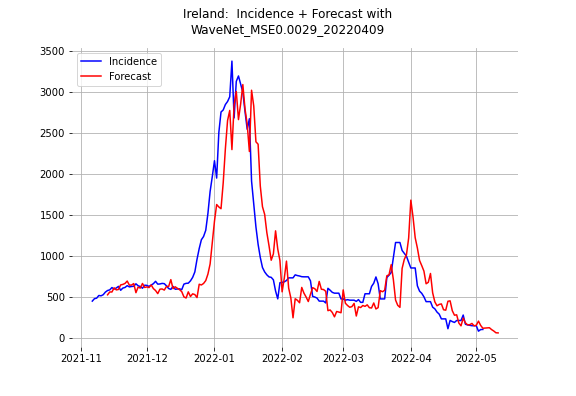 Ireland:  Incidence + Forecast with
WaveNet_MSE0.0029_20220409
Incidence
Forecast
3500
3000
2500
2000
1500
1000
500
0
2021-11 2021-12 2022-01 2022-02 2022-03 2022-04 2022-05